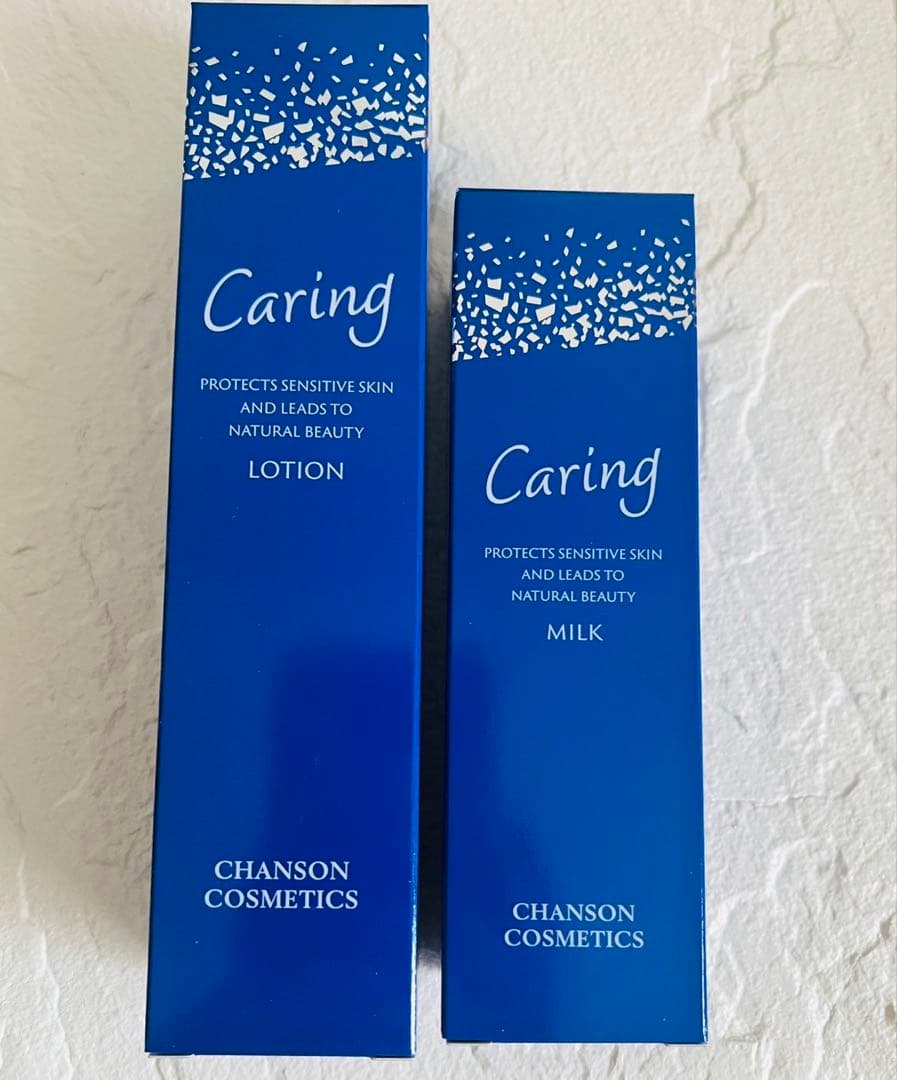 Caring
PROTECTS SENSITIVE SKIN
AND LEADS TO
NATURAL BEAUTY
LOTION
CHANSON
COSMETICS
Caring
PROTECTS SENSITIVE SKIN
AND LEADS TO
NATURAL BEAUTY
MILK
CHANSON
COSMETICS